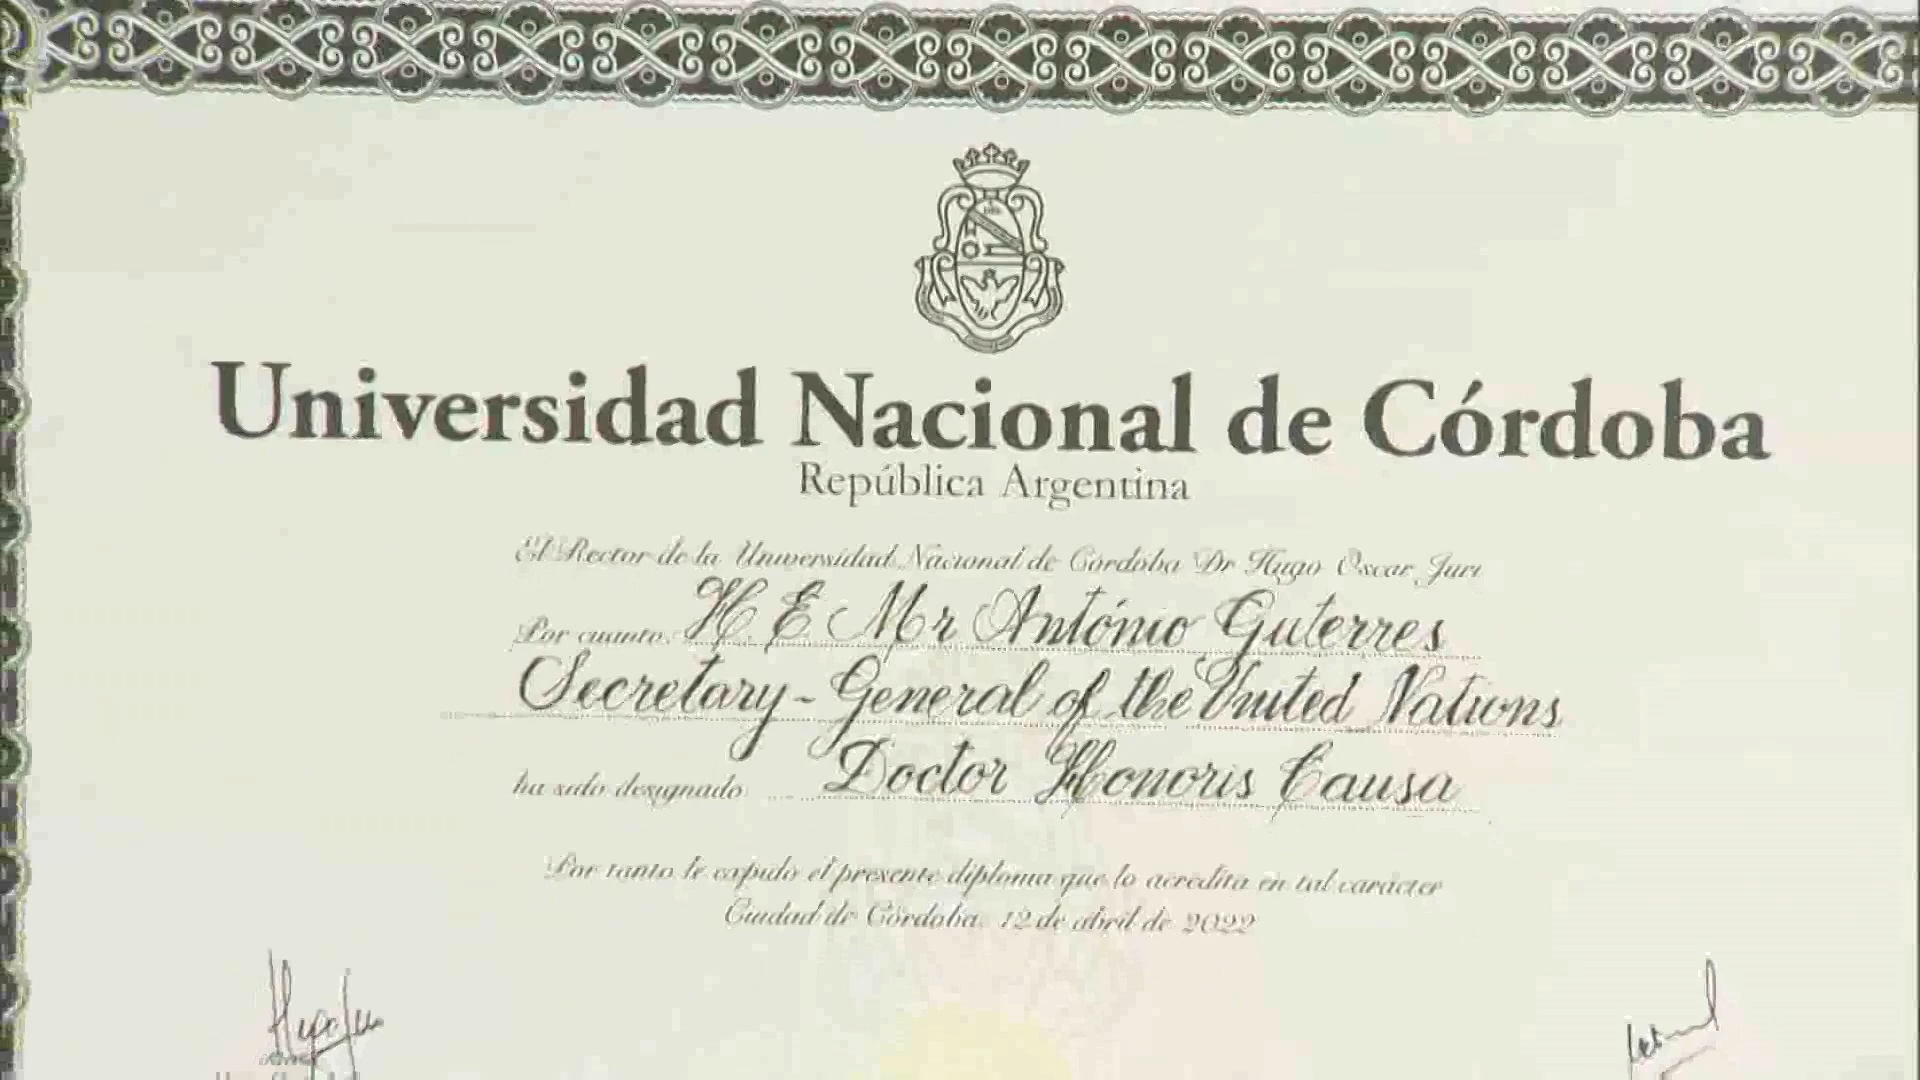 Universidad Nacional de Córdoba
República Argentina
El Rector de la Universidad Nacional de Córdoba Dr Hugo Oscar Juri
Por cuanto: H. E Mr António Guterres
Secretary-General of the United Nations
ha sido designado Doctor Honoris Causa
Por tanto le expido el presente diploma que lo acredita en tal carácter
Ciudad de Córdoba, 12 de abril de 2022